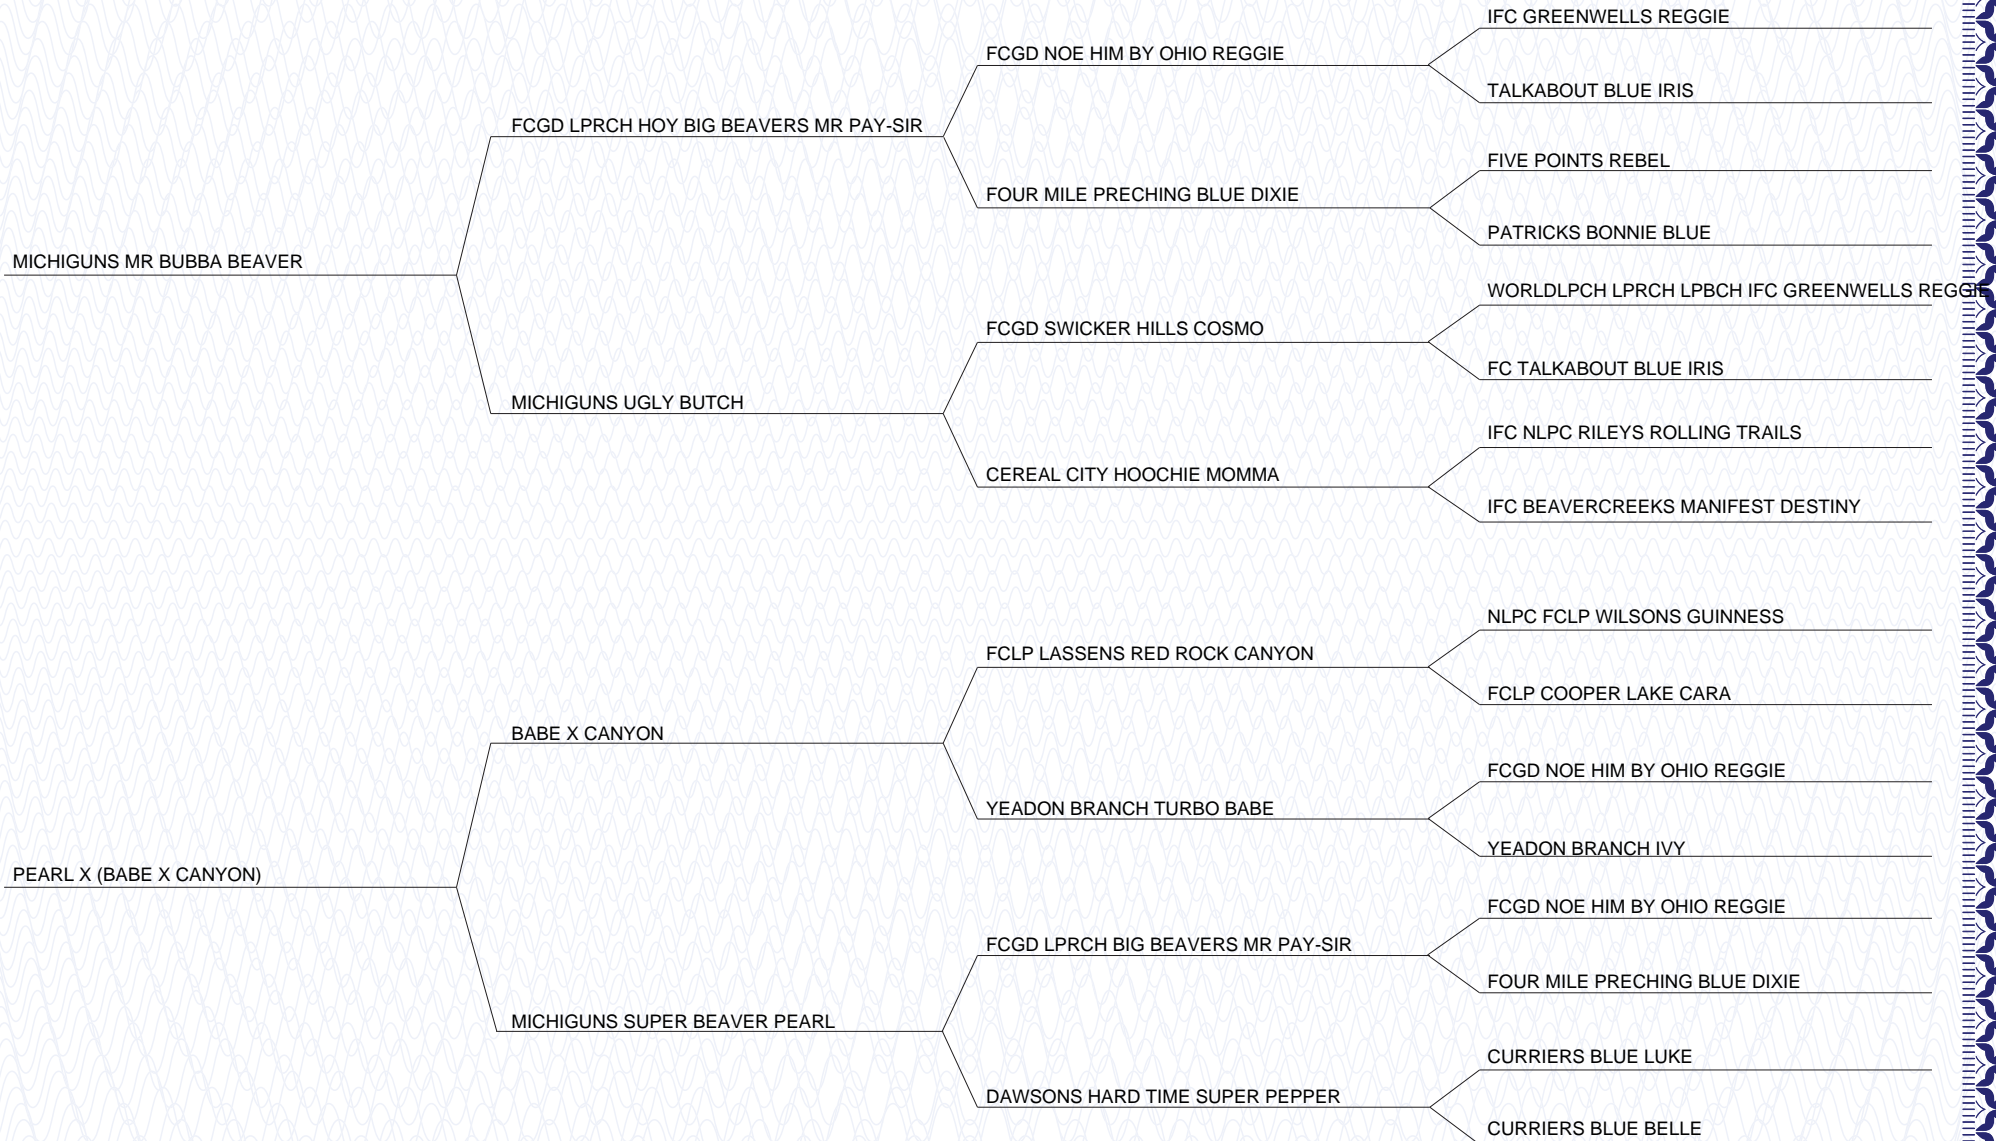 IFC GREENWELLS REGGIE
FCGD NOE HIM BY OHIO REGGIE
TALKABOUT BLUE IRIS
FCGD LPRCH HOY BIG BEAVERS MR PAY-SIR
FIVE POINTS REBEL
FOUR MILE PRECHING BLUE DIXIE
PATRICKS BONNIE BLUE
MICHIGUNS MR BUBBA BEAVER
WORLDLPCH LPRCH LPBCH IFC GREENWELLS REGGIE
FCGD SWICKER HILLS COSMO
FC TALKABOUT BLUE IRIS
MICHIGUNS UGLY BUTCH
IFC NLPC RILEYS ROLLING TRAILS
CEREAL CITY HOOCHIE MOMMA
IFC BEAVERCREEKS MANIFEST DESTINY
NLPC FCLP WILSONS GUINNESS
FCLP LASSENS RED ROCK CANYON
FCLP COOPER LAKE CARA
BABE X CANYON
FCGD NOE HIM BY OHIO REGGIE
YEADON BRANCH TURBO BABE
YEADON BRANCH IVY
PEARL X (BABE X CANYON)
FCGD NOE HIM BY OHIO REGGIE
FCGD LPRCH BIG BEAVERS MR PAY-SIR
FOUR MILE PRECHING BLUE DIXIE
MICHIGUNS SUPER BEAVER PEARL
CURRIERS BLUE LUKE
DAWSONS HARD TIME SUPER PEPPER
CURRIERS BLUE BELLE